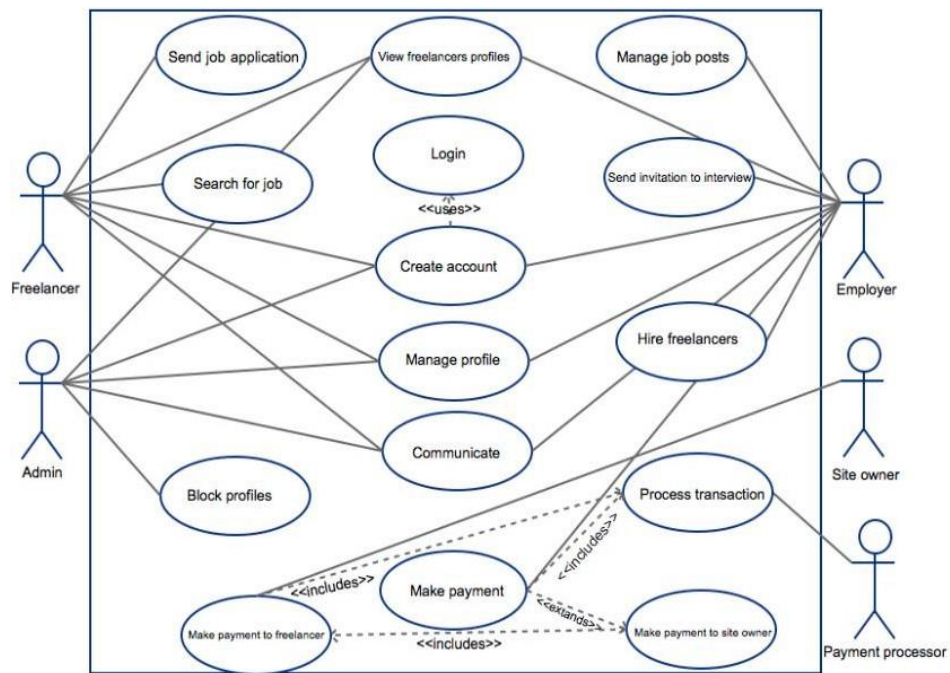 Send job application
View freelancers profiles
Manage job posts
Login
Search for job
Send invitation to interview
<<uses>>
Create account
Freelancer
Employer
Manage profile
Hire freelancers
Communicate
Admin
Site owner
Block profiles
Process transaction
<<includes>>
<<includes>>
Make payment
<<extands>>
Make payment to freelancer
Make payment to site owner
<<includes>>
Payment processor